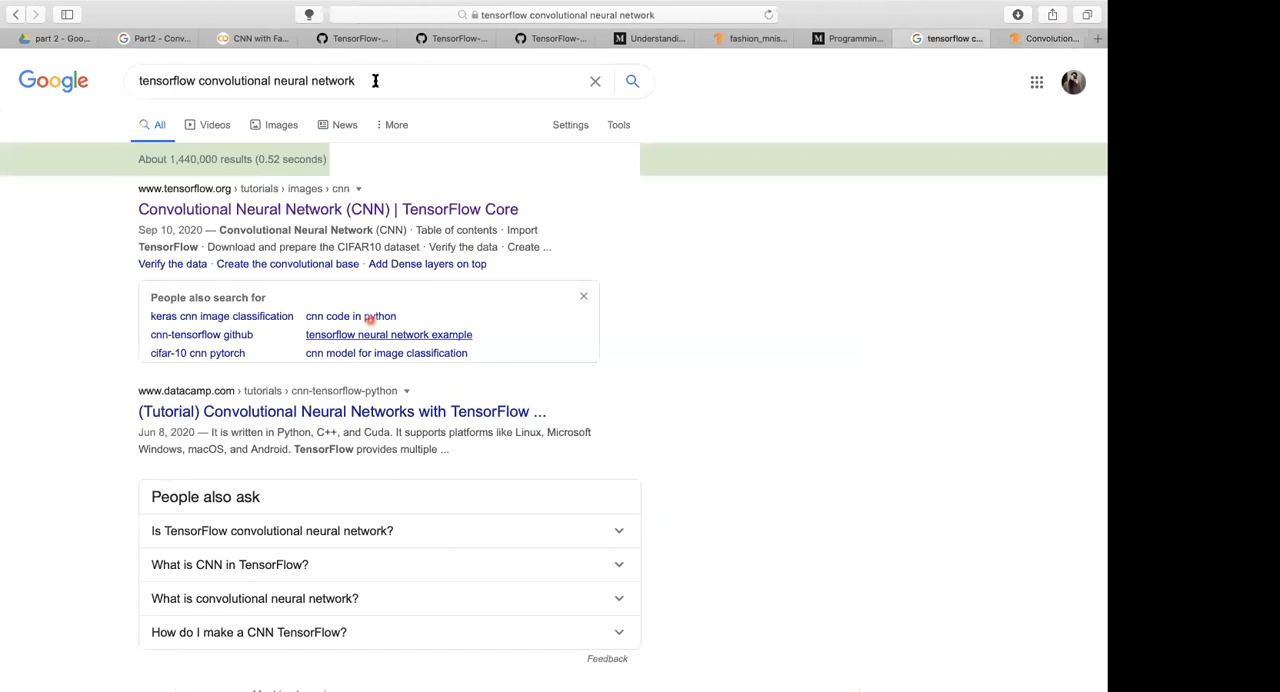 tensorflow convolutional neural network
part 2 - Goo...
Part2 - Conv...
CNN with Fa...
TensorFlow-...
TensorFlow-...
TensorFlow-...
Understandi...
fashion_mnis...
Programmin...
tensorflow c...
Convolution...
Google
tensorflow convolutional neural network
All Videos Images News More Settings Tools
About 1,440,000 results (0.52 seconds)
www.tensorflow.org › tutorials › images › cnn
Convolutional Neural Network (CNN) | TensorFlow Core
Sep 10, 2020 — Convolutional Neural Network (CNN) · Table of contents · Import
TensorFlow · Download and prepare the CIFAR10 dataset · Verify the data · Create ...
Verify the data · Create the convolutional base · Add Dense layers on top
People also search for
keras cnn image classification cnn code in python
cnn-tensorflow github tensorflow neural network example
cifar-10 cnn pytorch cnn model for image classification
www.datacamp.com › tutorials › cnn-tensorflow-python
(Tutorial) Convolutional Neural Networks with TensorFlow ...
Jun 8, 2020 — It is written in Python, C++, and Cuda. It supports platforms like Linux, Microsoft
Windows, macOS, and Android. TensorFlow provides multiple ...
People also ask
Is TensorFlow convolutional neural network?
What is CNN in TensorFlow?
What is convolutional neural network?
How do I make a CNN TensorFlow?
Feedback